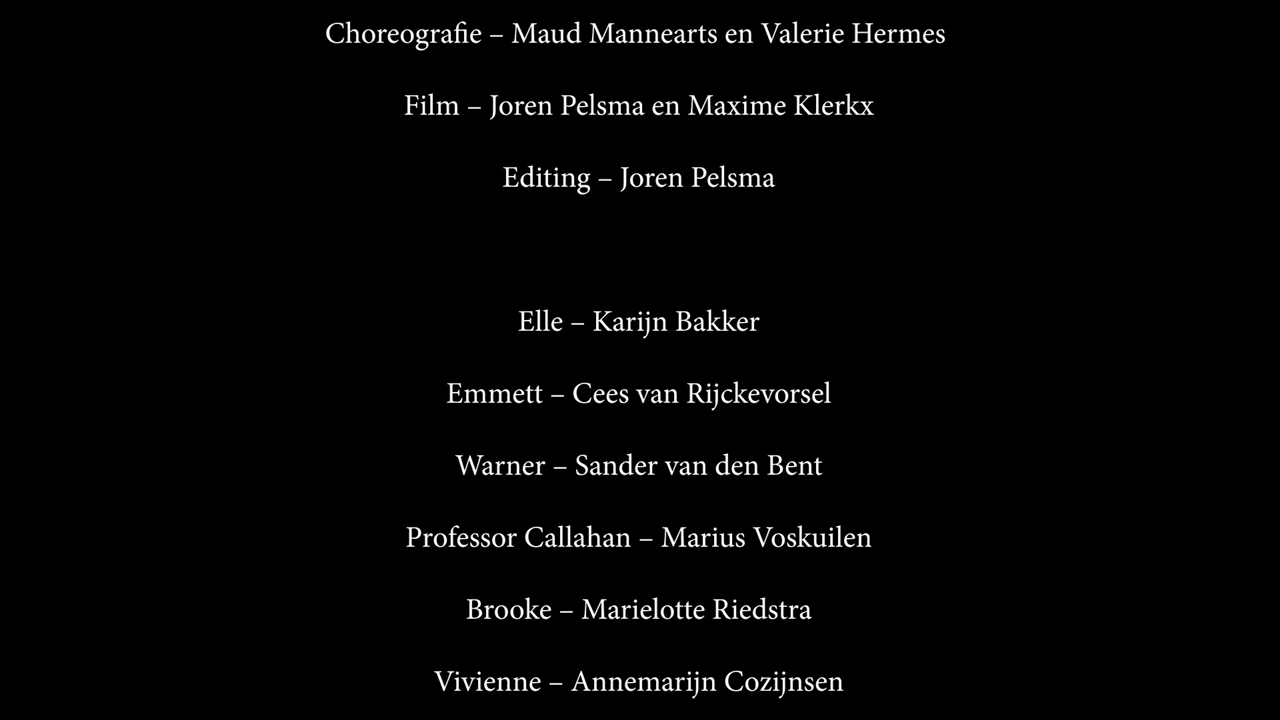 Choreografie – Maud Mannearts en Valerie Hermes
Film – Joren Pelsma en Maxime Klerkx
Editing – Joren Pelsma
Elle – Karijn Bakker
Emmett – Cees van Rijckevorsel
Warner – Sander van den Bent
Professor Callahan – Marius Voskuilen
Brooke – Marielotte Riedstra
Vivienne – Annemarijn Cozijnsen